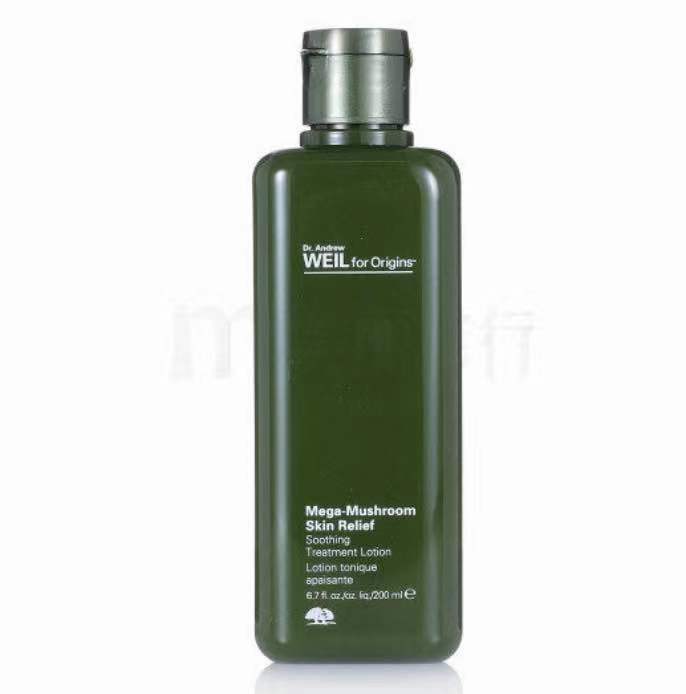 Dr. Andrew
WEIL for Origins™
Mega-Mushroom
Skin Relief
Soothing
Treatment Lotion
Lotion tonique
apaisante
6.7 fl. oz./oz. liq./200 ml ℮
行